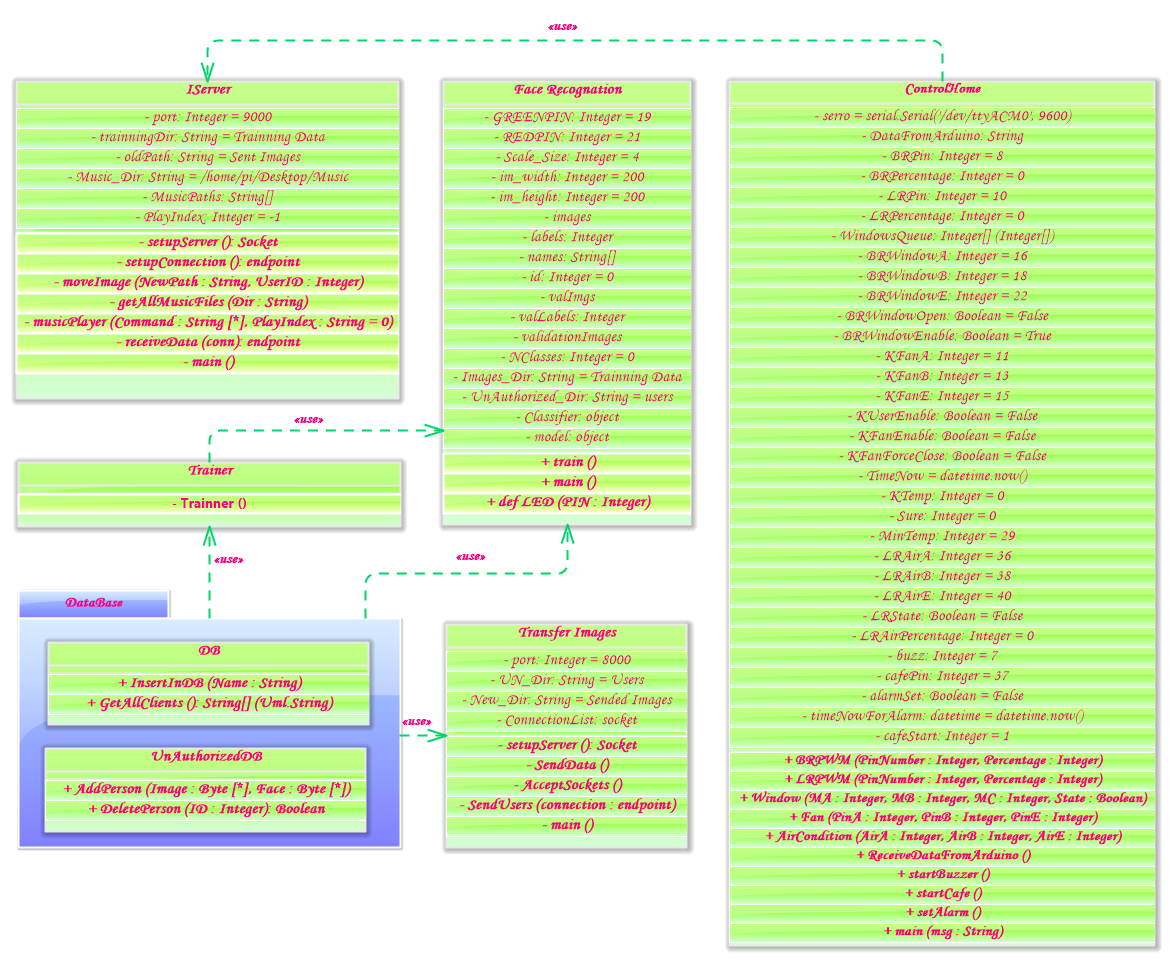 «use»
IServer
- port: Integer = 9000
- trainningDir: String = Trainning Data
- oldPath: String = Sent Images
- Music_Dir: String = /home/pi/Desktop/Music
- MusicPaths: String[]
- PlayIndex: Integer = -1
- setupServer (): Socket
- setupConnection (): endpoint
- moveImage (NewPath : String, UserID : Integer)
- getAllMusicFiles (Dir : String)
- musicPlayer (Command : String [*], PlayIndex : String = 0)
- receiveData (conn): endpoint
- main ()
Face Recognation
- GREENPIN: Integer = 19
- REDPIN: Integer = 21
- Scale_Size: Integer = 4
- im_width: Integer = 200
- im_height: Integer = 200
- images
- labels: Integer
- names: String[]
- id: Integer = 0
- valImgs
- valLabels: Integer
- validationImages
- NClasses: Integer = 0
- Images_Dir: String = Trainning Data
- UnAuthorized_Dir: String = users
- Classifier: object
- model: object
+ train ()
+ main ()
+ def LED (PIN : Integer)
ControlHome
- serro = serial.Serial('/dev/ttyACM0', 9600)
- DataFromArduino: String
- BRPin: Integer = 8
- BRPercentage: Integer = 0
- LRPin: Integer = 10
- LRPercentage: Integer = 0
- WindowsQueue: Integer[] (Integer[])
- BRWindowA: Integer = 16
- BRWindowB: Integer = 18
- BRWindowE: Integer = 22
- BRWindowOpen: Boolean = False
- BRWindowEnable: Boolean = True
- KFanA: Integer = 11
- KFanB: Integer = 13
- KFanE: Integer = 15
- KUserEnable: Boolean = False
- KFanEnable: Boolean = False
- KFanForceClose: Boolean = False
- TimeNow = datetime.now()
- KTemp: Integer = 0
- Sure: Integer = 0
- MinTemp: Integer = 29
- LRAirA: Integer = 36
- LRAirB: Integer = 38
- LRAirE: Integer = 40
- LRState: Boolean = False
- LRAirPercentage: Integer = 0
- buzz: Integer = 7
- cafePin: Integer = 37
- alarmSet: Boolean = False
- timeNowForAlarm: datetime = datetime.now()
- cafeStart: Integer = 1
+ BRPWM (PinNumber : Integer, Percentage : Integer)
+ LRPWM (PinNumber : Integer, Percentage : Integer)
+ Window (MA : Integer, MB : Integer, MC : Integer, State : Boolean)
+ Fan (PinA : Integer, PinB : Integer, PinE : Integer)
+ AirCondition (AirA : Integer, AirB : Integer, AirE : Integer)
+ ReceiveDataFromArduino ()
+ startBuzzer ()
+ startCafe ()
+ setAlarm ()
+ main (msg : String)
«use»
Trainer
- Trainner ()
«use»
«use»
DataBase
DB
+ InsertInDB (Name : String)
+ GetAllClients (): String[] (Uml.String)
UnAuthorizedDB
+ AddPerson (Image : Byte [*], Face : Byte [*])
+ DeletePerson (ID : Integer): Boolean
«use»
Transfer Images
- port: Integer = 8000
- UN_Dir: String = Users
- New_Dir: String = Sended Images
- ConnectionList: socket
- setupServer (): Socket
- SendData ()
- AcceptSockets ()
- SendUsers (connection : endpoint)
- main ()